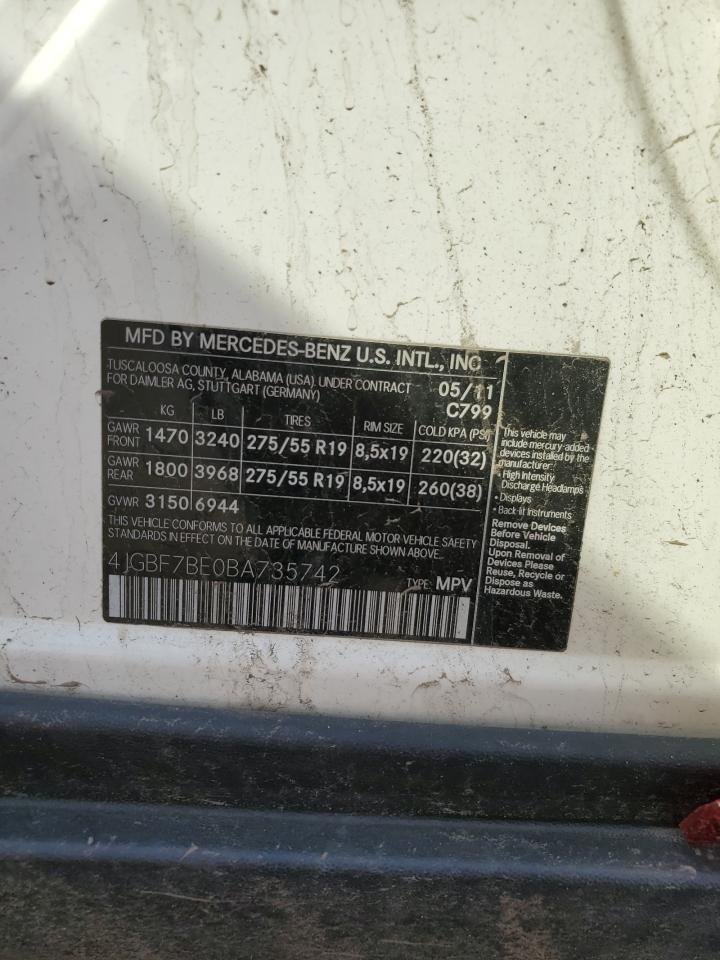 MFD BY MERCEDES-BENZ U.S. INTL., INC
TUSCALOOSA COUNTY, ALABAMA (USA), UNDER CONTRACT
FOR DAIMLER AG, STUTTGART (GERMANY)
05/11
C799
KG LB TIRES RIM SIZE COLD KPA (PSI)
GAWR FRONT 1470 3240 275/55 R19 8,5x19 220(32)
GAWR REAR 1800 3968 275/55 R19 8,5x19 260(38)
GVWR 3150 6944
THIS VEHICLE CONFORMS TO ALL APPLICABLE FEDERAL MOTOR VEHICLE SAFETY
STANDARDS IN EFFECT ON THE DATE OF MANUFACTURE SHOWN ABOVE.
4JGBF7BE0BA735742
TYPE: MPV
This vehicle may
include mercury-added
devices installed by the
manufacturer:
• High Intensity
Discharge Headlamps
• Displays
• Back-lit Instruments
Remove Devices
Before Vehicle
Disposal.
Upon Removal of
Devices Please
Reuse, Recycle or
Dispose as
Hazardous Waste.